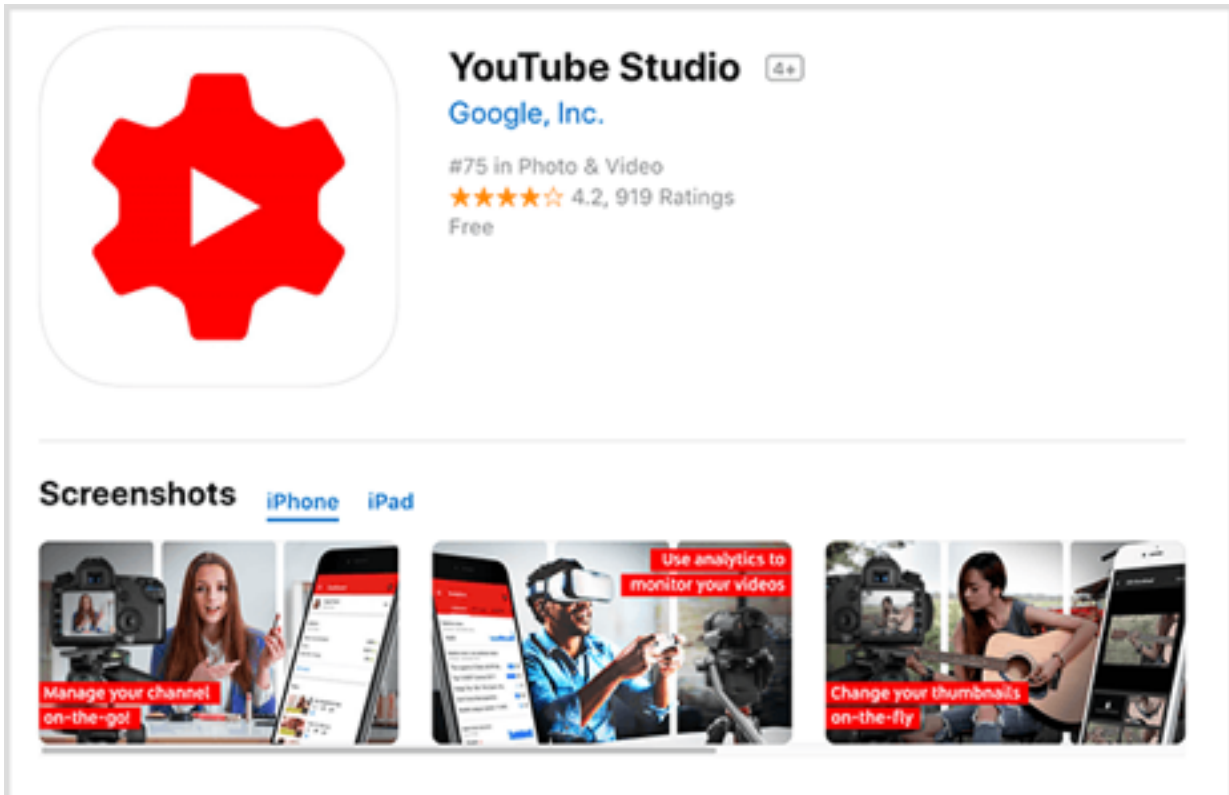 YouTube Studio 4+
Google, Inc.
#75 in Photo & Video
4.2, 919 Ratings
Free
Screenshots iPhone iPad
Manage your channel
on-the-go!
Use analytics to
monitor your videos
Change your thumbnails
on-the-fly